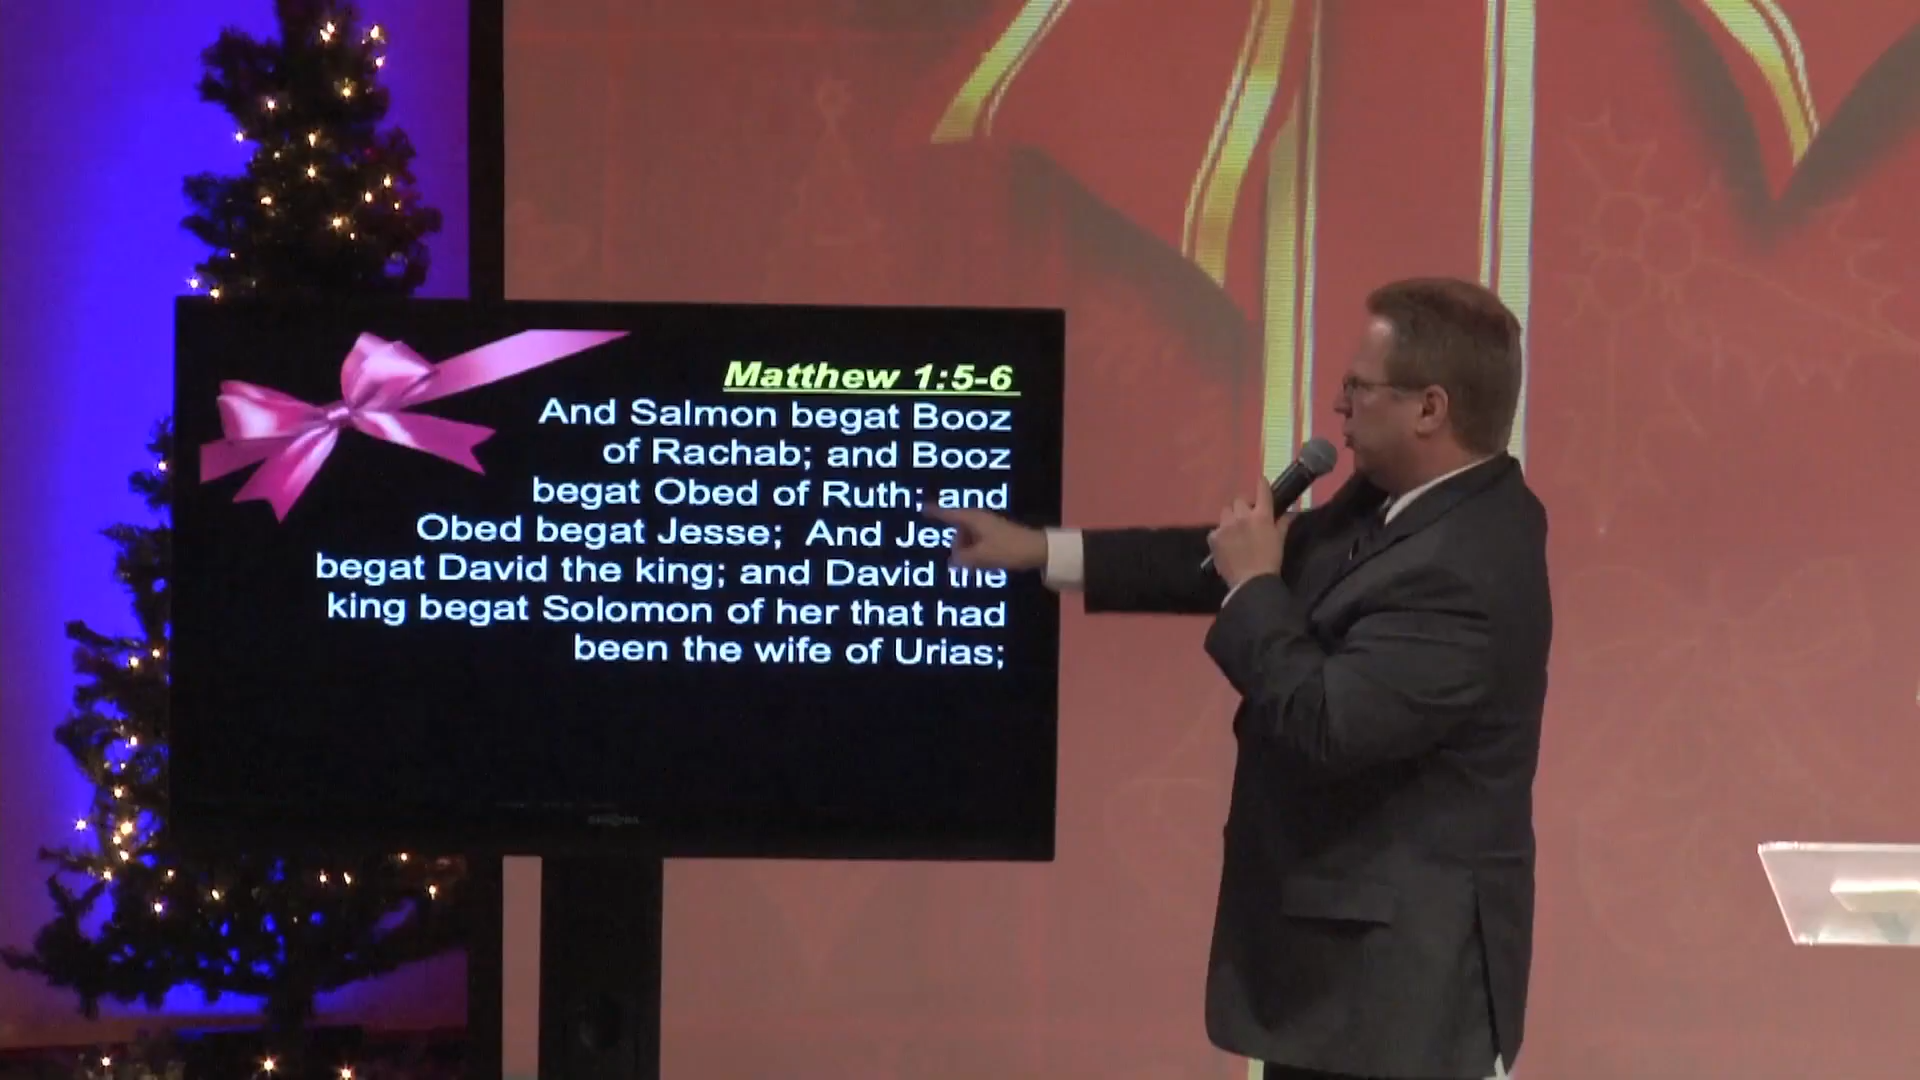 Matthew 1:5-6
And Salmon begat Booz
of Rachab; and Booz
begat Obed of Ruth; and
Obed begat Jesse;  And
begat David the king; and David the
king begat Solomon of her that had
been the wife of Urias;